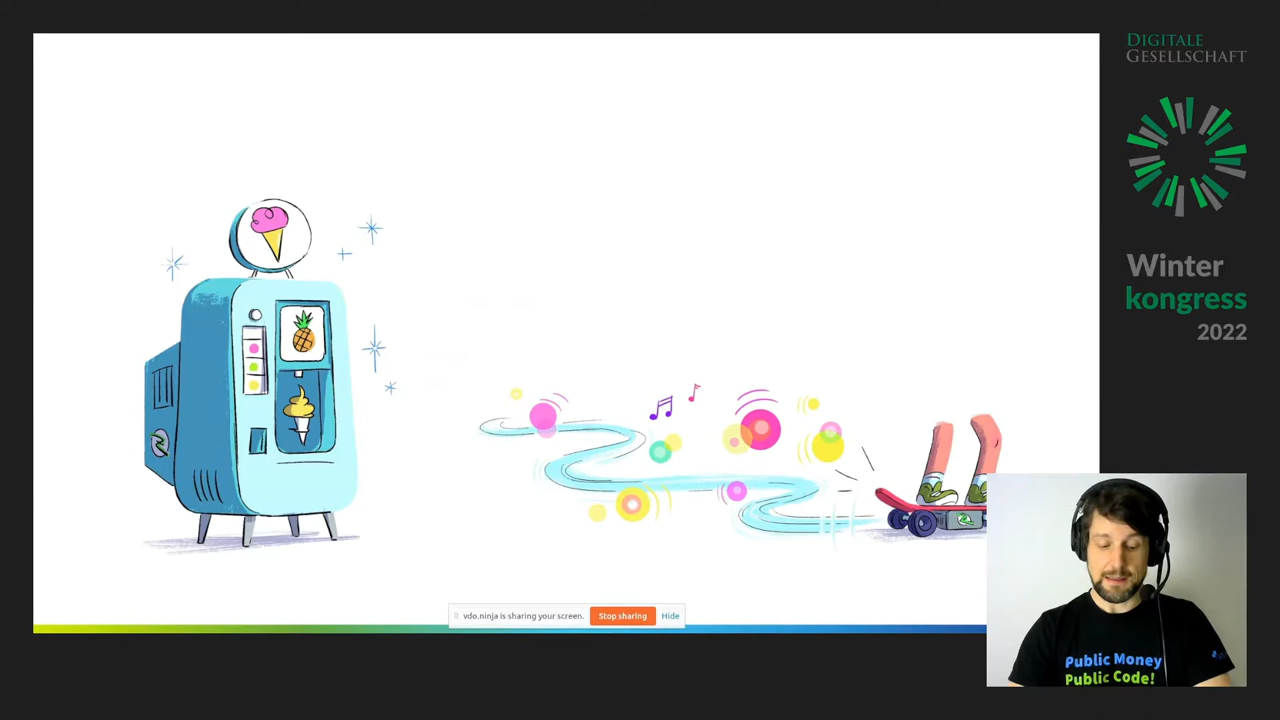 DIGITALE
GESELLSCHAFT
Winter
kongress
2022
vdo.ninja is sharing your screen.
Stop sharing
Hide
Public Money
Public Code!